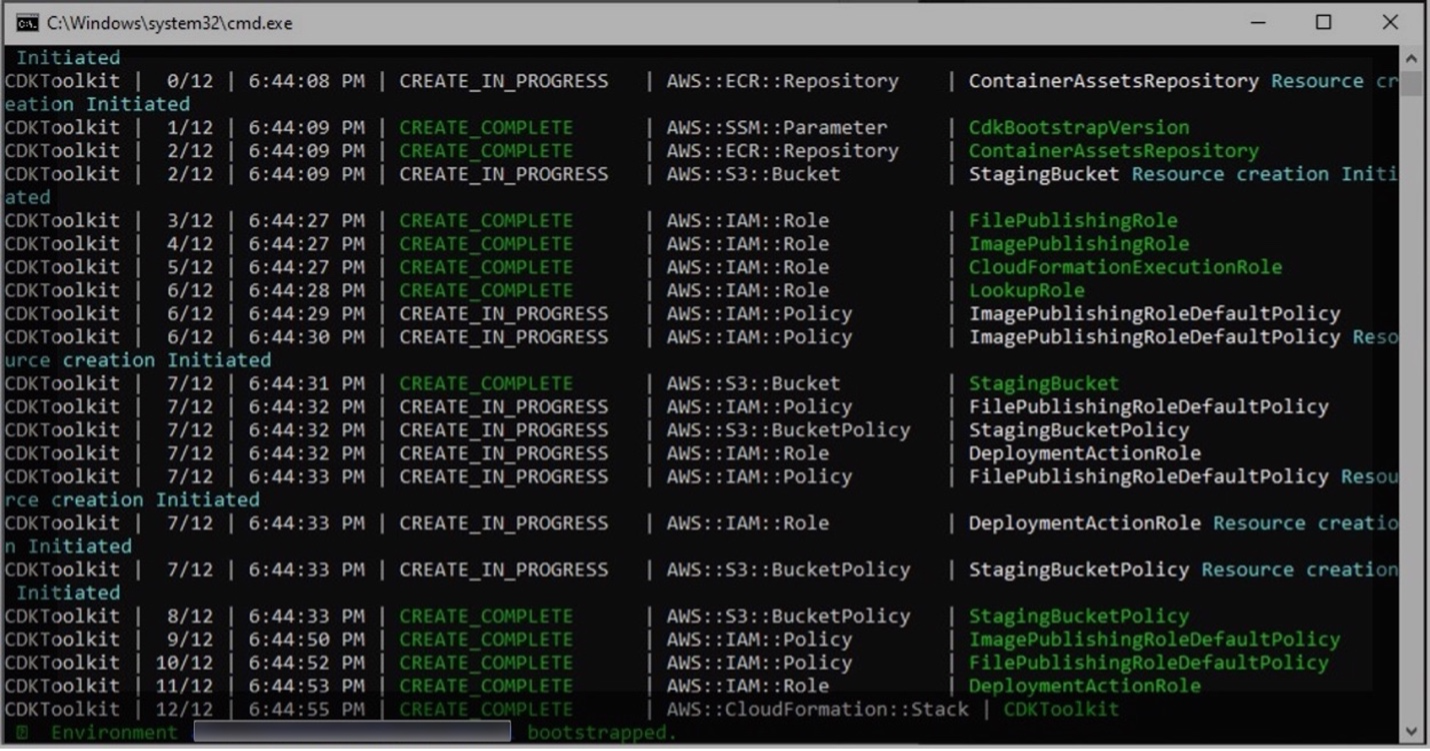 C:\Windows\system32\cmd.exe
Initiated
CDKToolkit |  0/12 | 6:44:08 PM | CREATE_IN_PROGRESS   | AWS::ECR::Repository    | ContainerAssetsRepository Resource cr
eation Initiated
CDKToolkit |  1/12 | 6:44:09 PM | CREATE_COMPLETE      | AWS::SSM::Parameter     | CdkBootstrapVersion
CDKToolkit |  2/12 | 6:44:09 PM | CREATE_COMPLETE      | AWS::ECR::Repository    | ContainerAssetsRepository
CDKToolkit |  2/12 | 6:44:09 PM | CREATE_IN_PROGRESS   | AWS::S3::Bucket         | StagingBucket Resource creation Initi
ated
CDKToolkit |  3/12 | 6:44:27 PM | CREATE_COMPLETE      | AWS::IAM::Role          | FilePublishingRole
CDKToolkit |  4/12 | 6:44:27 PM | CREATE_COMPLETE      | AWS::IAM::Role          | ImagePublishingRole
CDKToolkit |  5/12 | 6:44:27 PM | CREATE_COMPLETE      | AWS::IAM::Role          | CloudFormationExecutionRole
CDKToolkit |  6/12 | 6:44:28 PM | CREATE_COMPLETE      | AWS::IAM::Role          | LookupRole
CDKToolkit |  6/12 | 6:44:29 PM | CREATE_IN_PROGRESS   | AWS::IAM::Policy        | ImagePublishingRoleDefaultPolicy
CDKToolkit |  6/12 | 6:44:30 PM | CREATE_IN_PROGRESS   | AWS::IAM::Policy        | ImagePublishingRoleDefaultPolicy Reso
urce creation Initiated
CDKToolkit |  7/12 | 6:44:31 PM | CREATE_COMPLETE      | AWS::S3::Bucket         | StagingBucket
CDKToolkit |  7/12 | 6:44:32 PM | CREATE_IN_PROGRESS   | AWS::IAM::Policy        | FilePublishingRoleDefaultPolicy
CDKToolkit |  7/12 | 6:44:32 PM | CREATE_IN_PROGRESS   | AWS::S3::BucketPolicy   | StagingBucketPolicy
CDKToolkit |  7/12 | 6:44:32 PM | CREATE_IN_PROGRESS   | AWS::IAM::Role          | DeploymentActionRole
CDKToolkit |  7/12 | 6:44:33 PM | CREATE_IN_PROGRESS   | AWS::IAM::Policy        | FilePublishingRoleDefaultPolicy Resou
rce creation Initiated
CDKToolkit |  7/12 | 6:44:33 PM | CREATE_IN_PROGRESS   | AWS::IAM::Role          | DeploymentActionRole Resource creatio
n Initiated
CDKToolkit |  7/12 | 6:44:33 PM | CREATE_IN_PROGRESS   | AWS::S3::BucketPolicy   | StagingBucketPolicy Resource creation
Initiated
CDKToolkit |  8/12 | 6:44:33 PM | CREATE_COMPLETE      | AWS::S3::BucketPolicy   | StagingBucketPolicy
CDKToolkit |  9/12 | 6:44:50 PM | CREATE_COMPLETE      | AWS::IAM::Policy        | ImagePublishingRoleDefaultPolicy
CDKToolkit | 10/12 | 6:44:52 PM | CREATE_COMPLETE      | AWS::IAM::Policy        | FilePublishingRoleDefaultPolicy
CDKToolkit | 11/12 | 6:44:53 PM | CREATE_COMPLETE      | AWS::IAM::Role          | DeploymentActionRole
CDKToolkit | 12/12 | 6:44:55 PM | CREATE_COMPLETE      | AWS::CloudFormation::Stack | CDKToolkit
Environment bootstrapped.